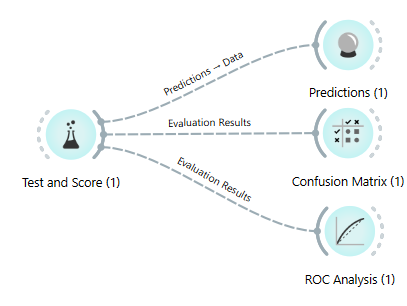 Predictions → Data
Predictions (1)
Evaluation Results
Test and Score (1)
Confusion Matrix (1)
Evaluation Results
ROC Analysis (1)